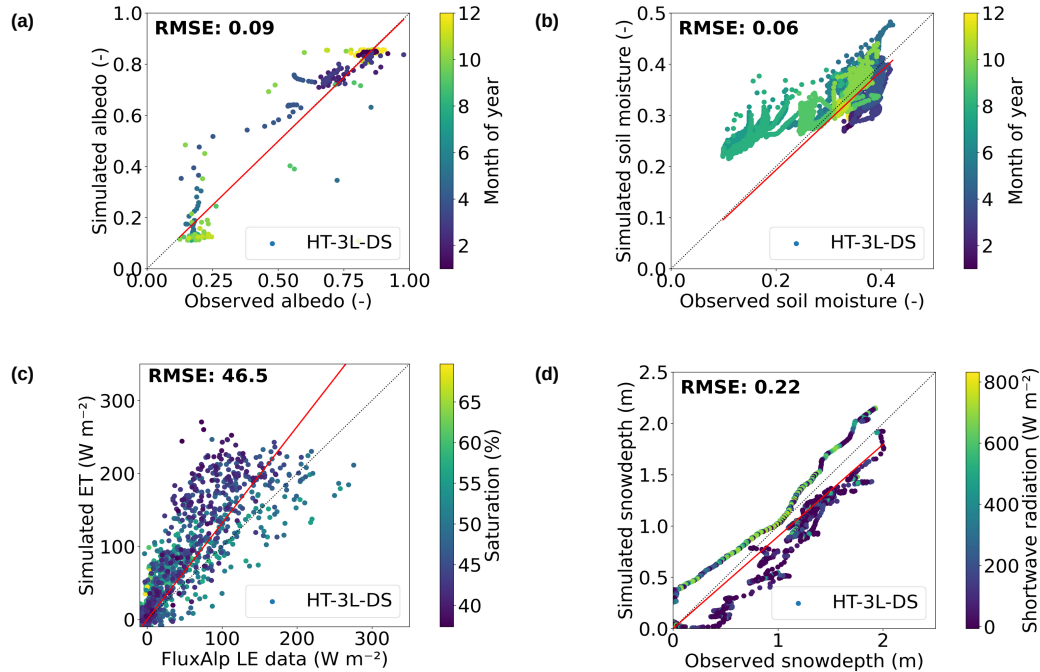 (a)
RMSE: 0.09
Simulated albedo (-)
1.0
0.8
0.6
0.4
0.2
0.0
0.00
0.25
0.50
0.75
1.00
Observed albedo (-)
HT-3L-DS
12
10
8
6
4
2
Month of year
(b)
RMSE: 0.06
Simulated soil moisture (-)
0.5
0.4
0.3
0.2
0.1
0.0
0.0
0.2
0.4
Observed soil moisture (-)
HT-3L-DS
12
10
8
6
4
2
Month of year
(c)
RMSE: 46.5
Simulated ET (W m⁻²)
300
200
100
0
0
100
200
300
FluxAlp LE data (W m⁻²)
HT-3L-DS
65
60
55
50
45
40
Saturation (%)
(d)
RMSE: 0.22
Simulated snowdepth (m)
2.5
2.0
1.5
1.0
0.5
0.0
0
1
2
Observed snowdepth (m)
HT-3L-DS
800
600
400
200
0
Shortwave radiation (W m⁻²)